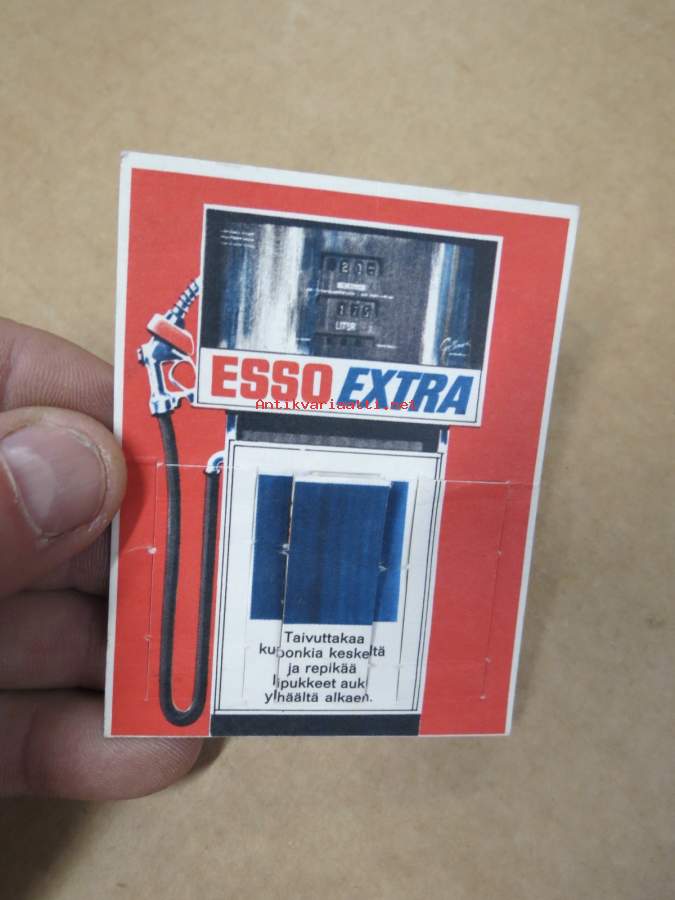 LITER
ESSO EXTRA
Antikvariaatti.net
Taivuttakaa
kuponkia keskeltä
ja repikää
lipukkeet auki
ylhäältä alkaen.